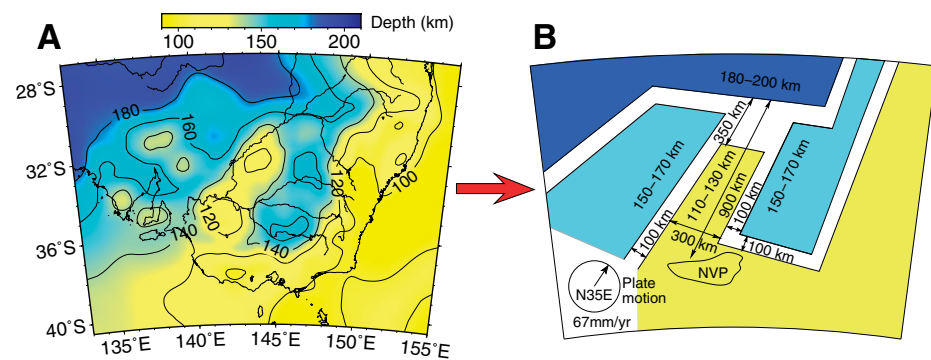 A
Depth (km)
100 150 200
28°S
32°S
36°S
40°S
135°E 140°E 145°E 150°E 155°E
180
160
120
100
120
140
140
B
180–200 km
350 km
150–170 km
110–130 km
900 km
150–170 km
100 km
100 km
300 km
100 km
NVP
N35E
Plate
motion
67mm/yr